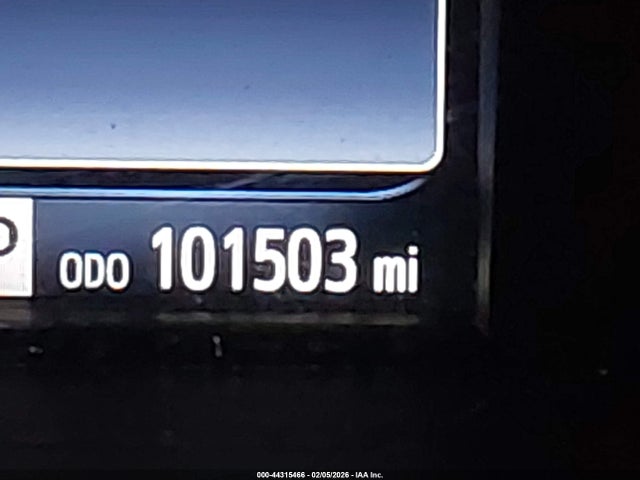 ODO 101503 mi
000-44315466 - 02/05/2026 - IAA Inc.